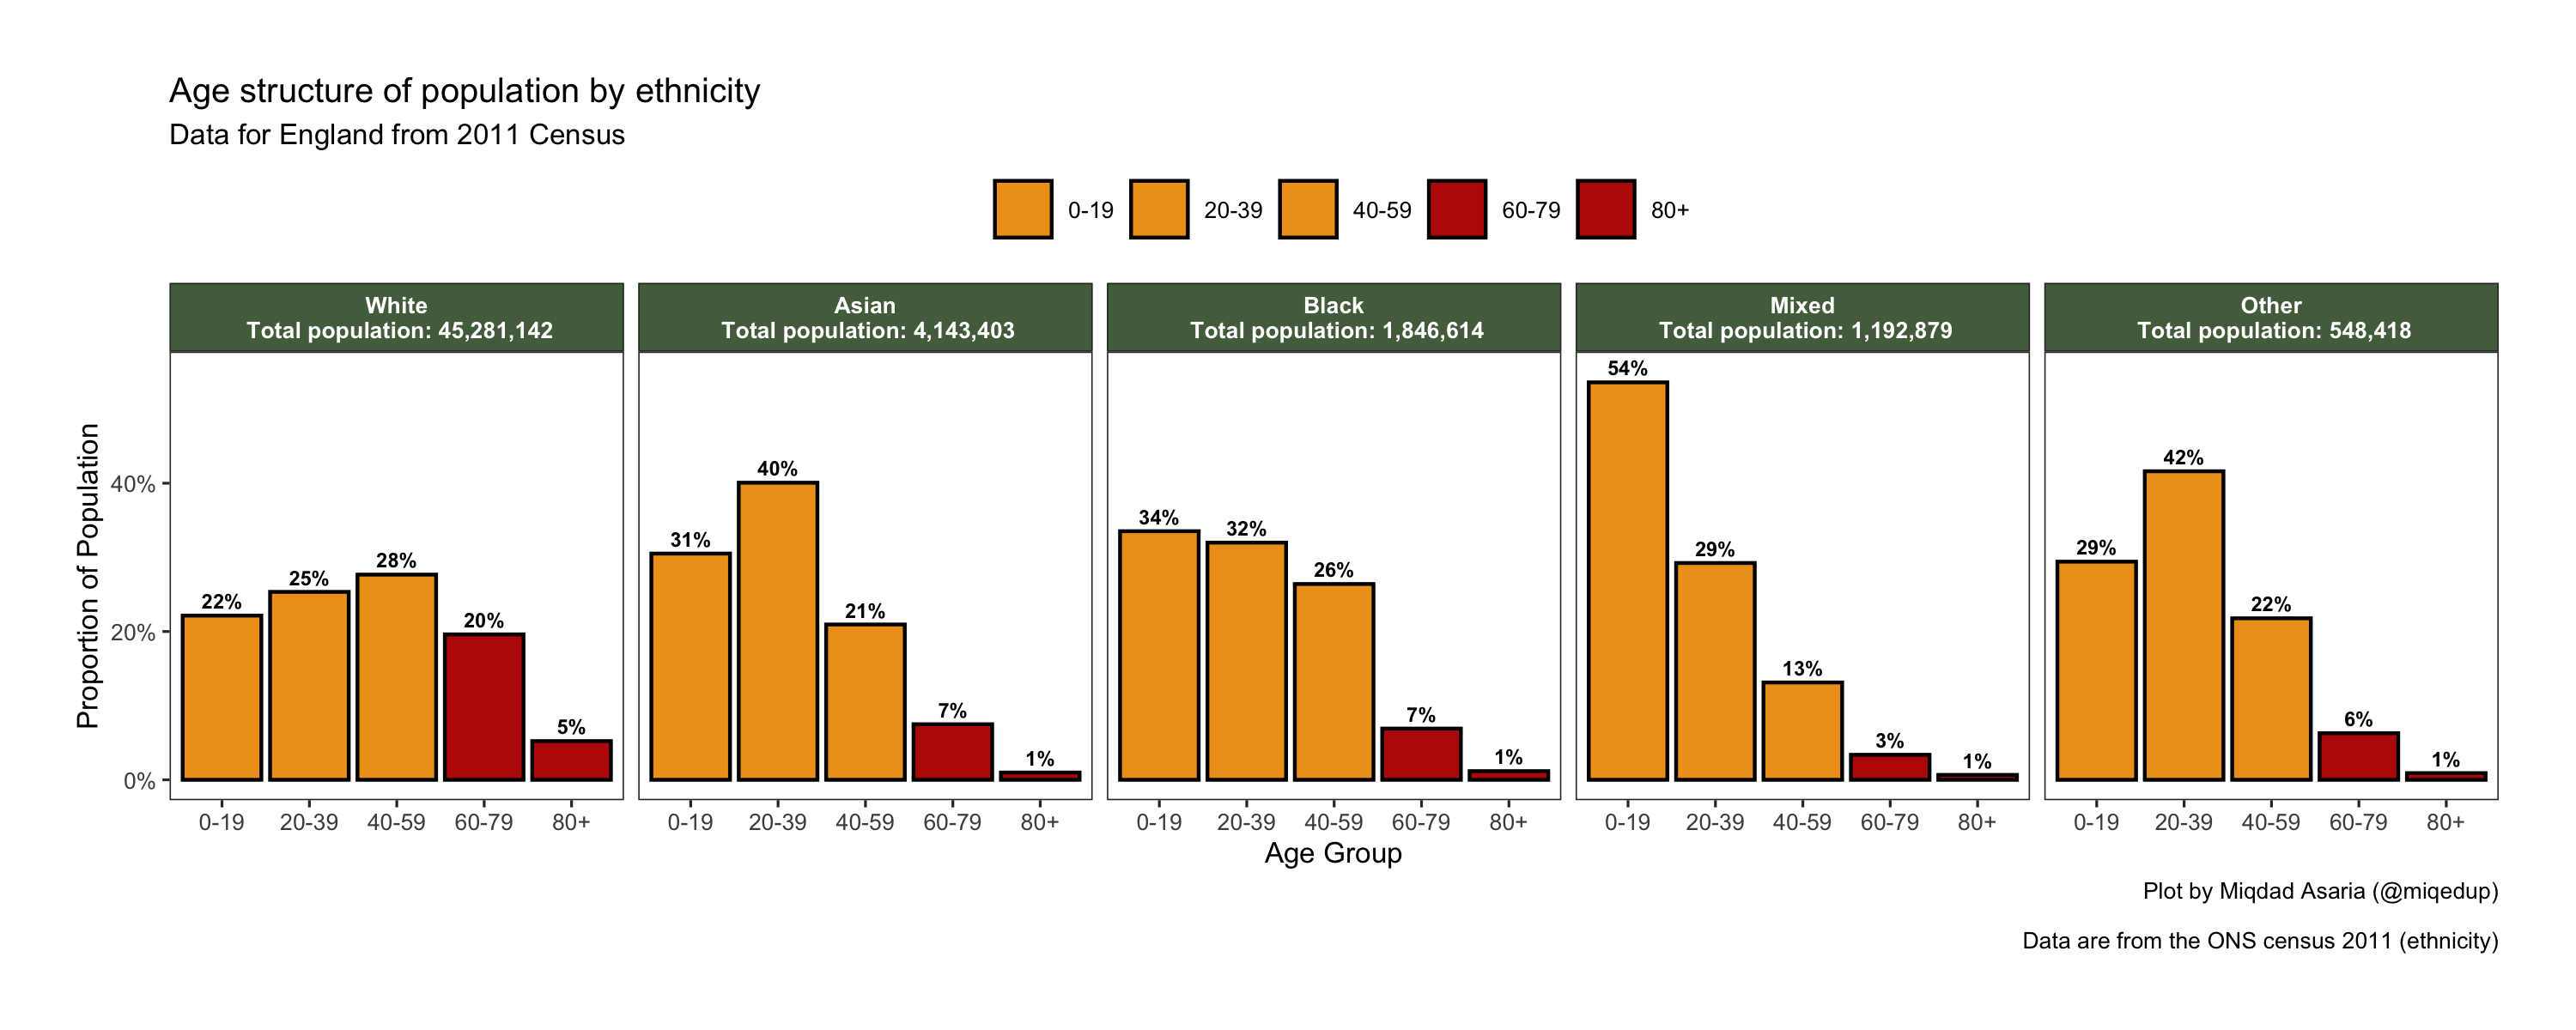 Age structure of population by ethnicity
Data for England from 2011 Census
0-19 20-39 40-59 60-79 80+
White
Total population: 45,281,142
Asian
Total population: 4,143,403
Black
Total population: 1,846,614
Mixed
Total population: 1,192,879
Other
Total population: 548,418
Proportion of Population
40%
20%
0%
22% 25% 28% 20% 5%
31% 40% 21% 7% 1%
34% 32% 26% 7% 1%
54% 29% 13% 3% 1%
29% 42% 22% 6% 1%
0-19 20-39 40-59 60-79 80+
0-19 20-39 40-59 60-79 80+
0-19 20-39 40-59 60-79 80+
0-19 20-39 40-59 60-79 80+
0-19 20-39 40-59 60-79 80+
Age Group
Plot by Miqdad Asaria (@miqedup)
Data are from the ONS census 2011 (ethnicity)